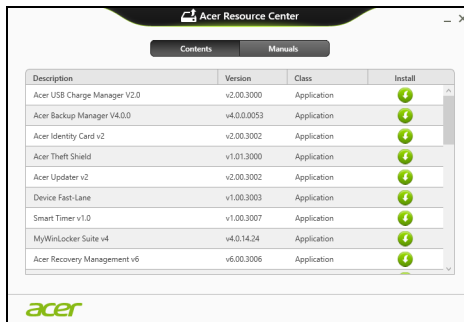 Acer Resource Center
Contents Manuals
Description Version Class Install
Acer USB Charge Manager V2.0 v2.00.3000 Application
Acer Backup Manager V4.0.0 v4.0.0.0053 Application
Acer Identity Card v2 v2.00.3002 Application
Acer Theft Shield v1.01.3000 Application
Acer Updater v2 v2.00.3002 Application
Device Fast-Lane v1.00.3003 Application
Smart Timer v1.0 v1.00.3007 Application
MyWinLocker Suite v4 v4.0.14.24 Application
Acer Recovery Management v6 v6.00.3006 Application
acer